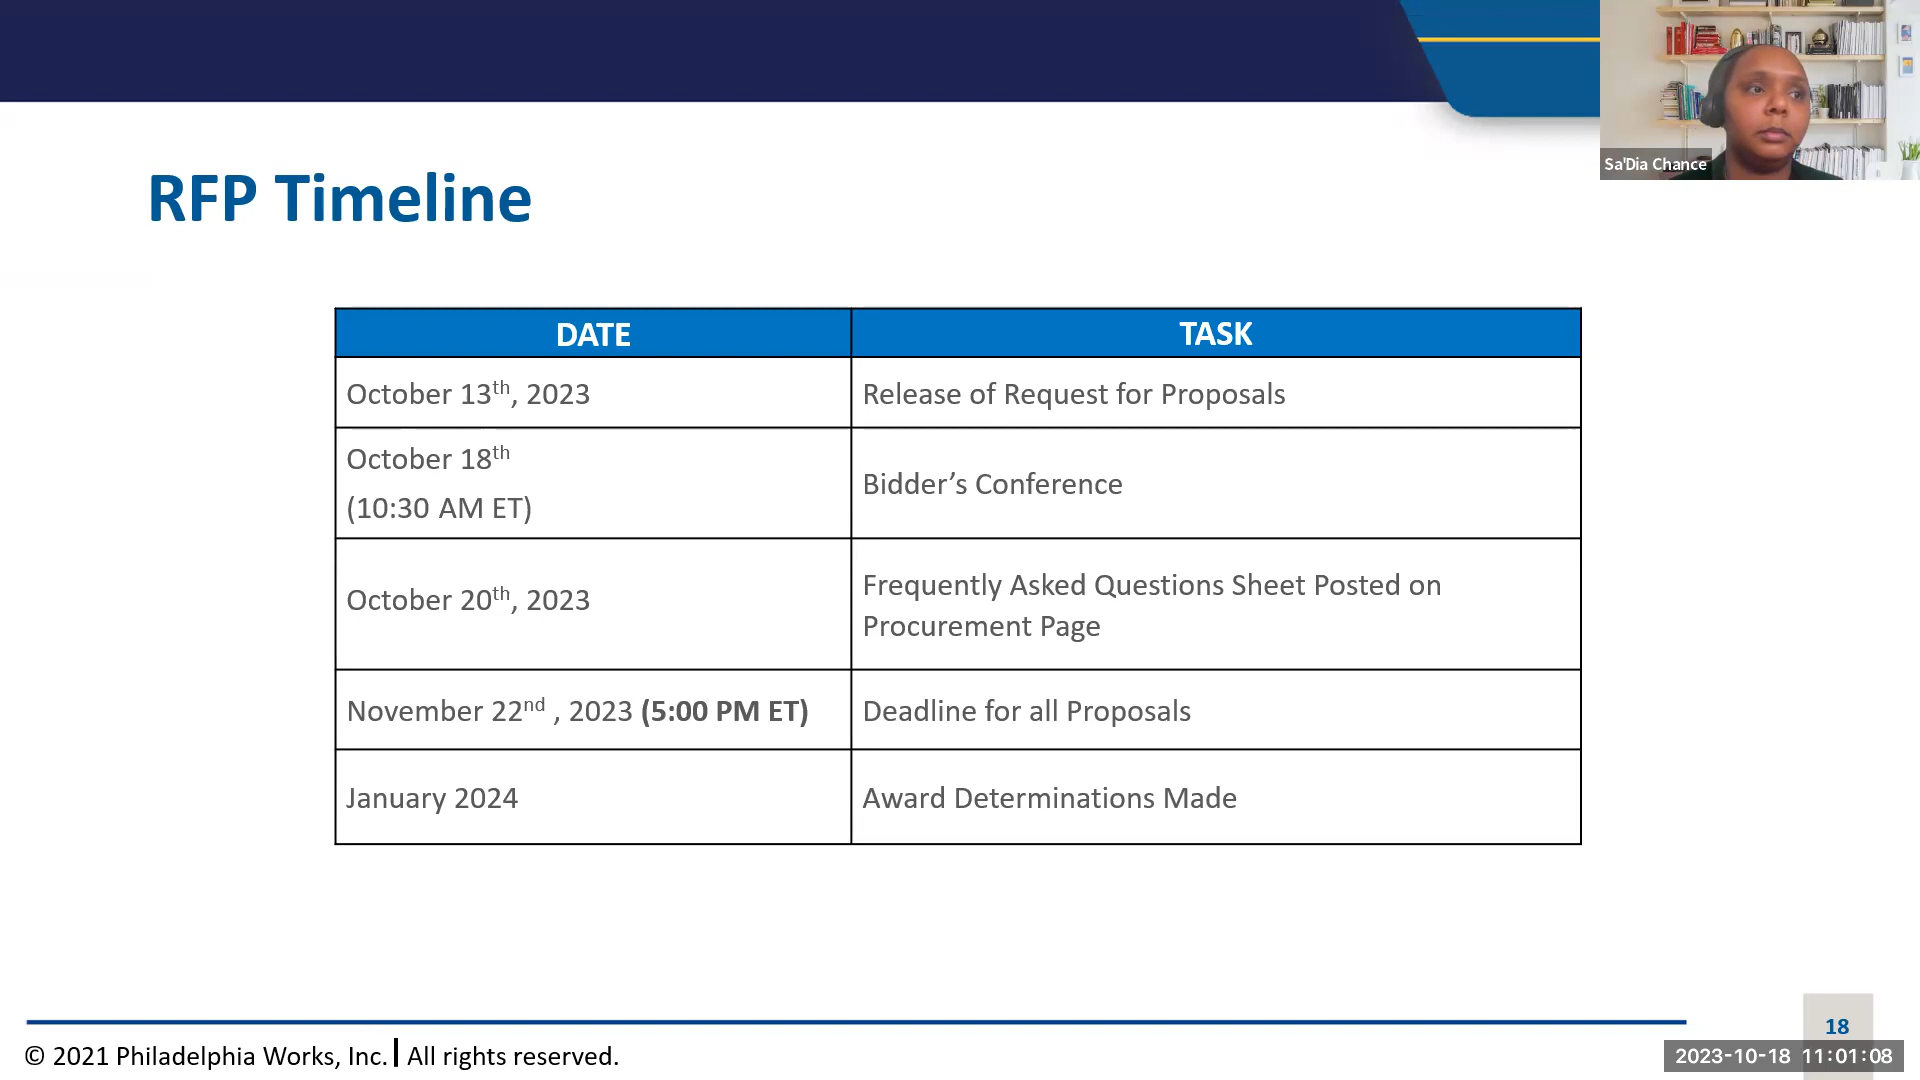 Sa'Dia Chance
RFP Timeline
DATE
TASK
October 13th, 2023
Release of Request for Proposals
October 18th
(10:30 AM ET)
Bidder’s Conference
October 20th, 2023
Frequently Asked Questions Sheet Posted on
Procurement Page
November 22nd , 2023 (5:00 PM ET)
Deadline for all Proposals
January 2024
Award Determinations Made
18
© 2021 Philadelphia Works, Inc. | All rights reserved.
2023-10-18 11:01:08